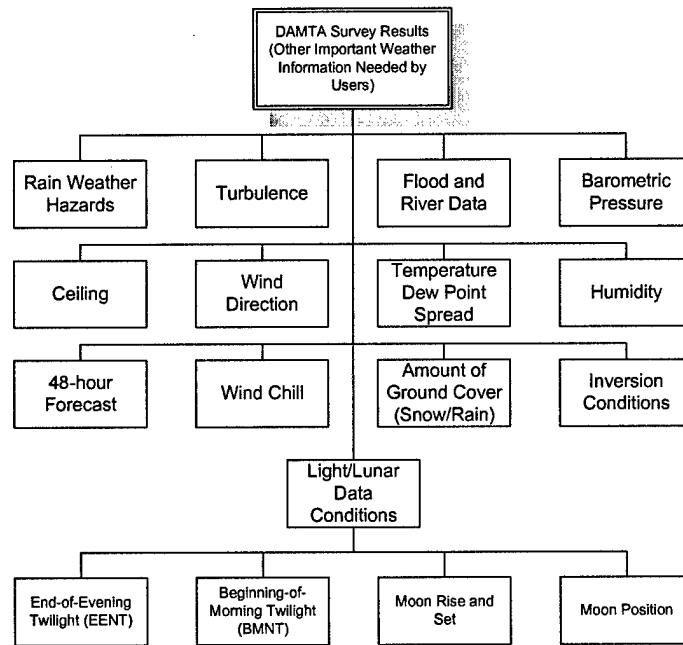 DAMTA Survey Results
(Other Important Weather
Information Needed by
Users)
Rain Weather
Hazards
Turbulence
Flood and
River Data
Barometric
Pressure
Ceiling
Wind
Direction
Temperature
Dew Point
Spread
Humidity
48-hour
Forecast
Wind Chill
Amount of
Ground Cover
(Snow/Rain)
Inversion
Conditions
Light/Lunar
Data
Conditions
End-of-Evening
Twilight (EENT)
Beginning-of-
Morning Twilight
(BMNT)
Moon Rise and
Set
Moon Position